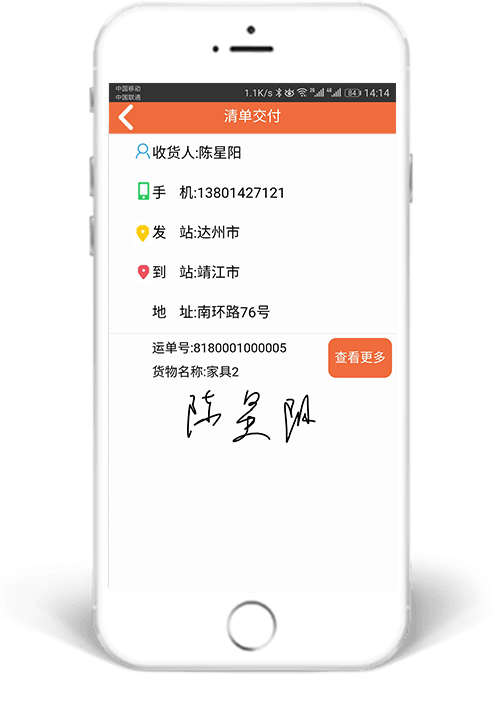 中国移动
中国联通
1.1K/s 2G 4G 84 14:14
清单交付
收货人:陈星阳
手 机:13801427121
发 站:达州市
到 站:靖江市
地 址:南环路76号
运单号:8180001000005
查看更多
货物名称:家具2
陈星阳